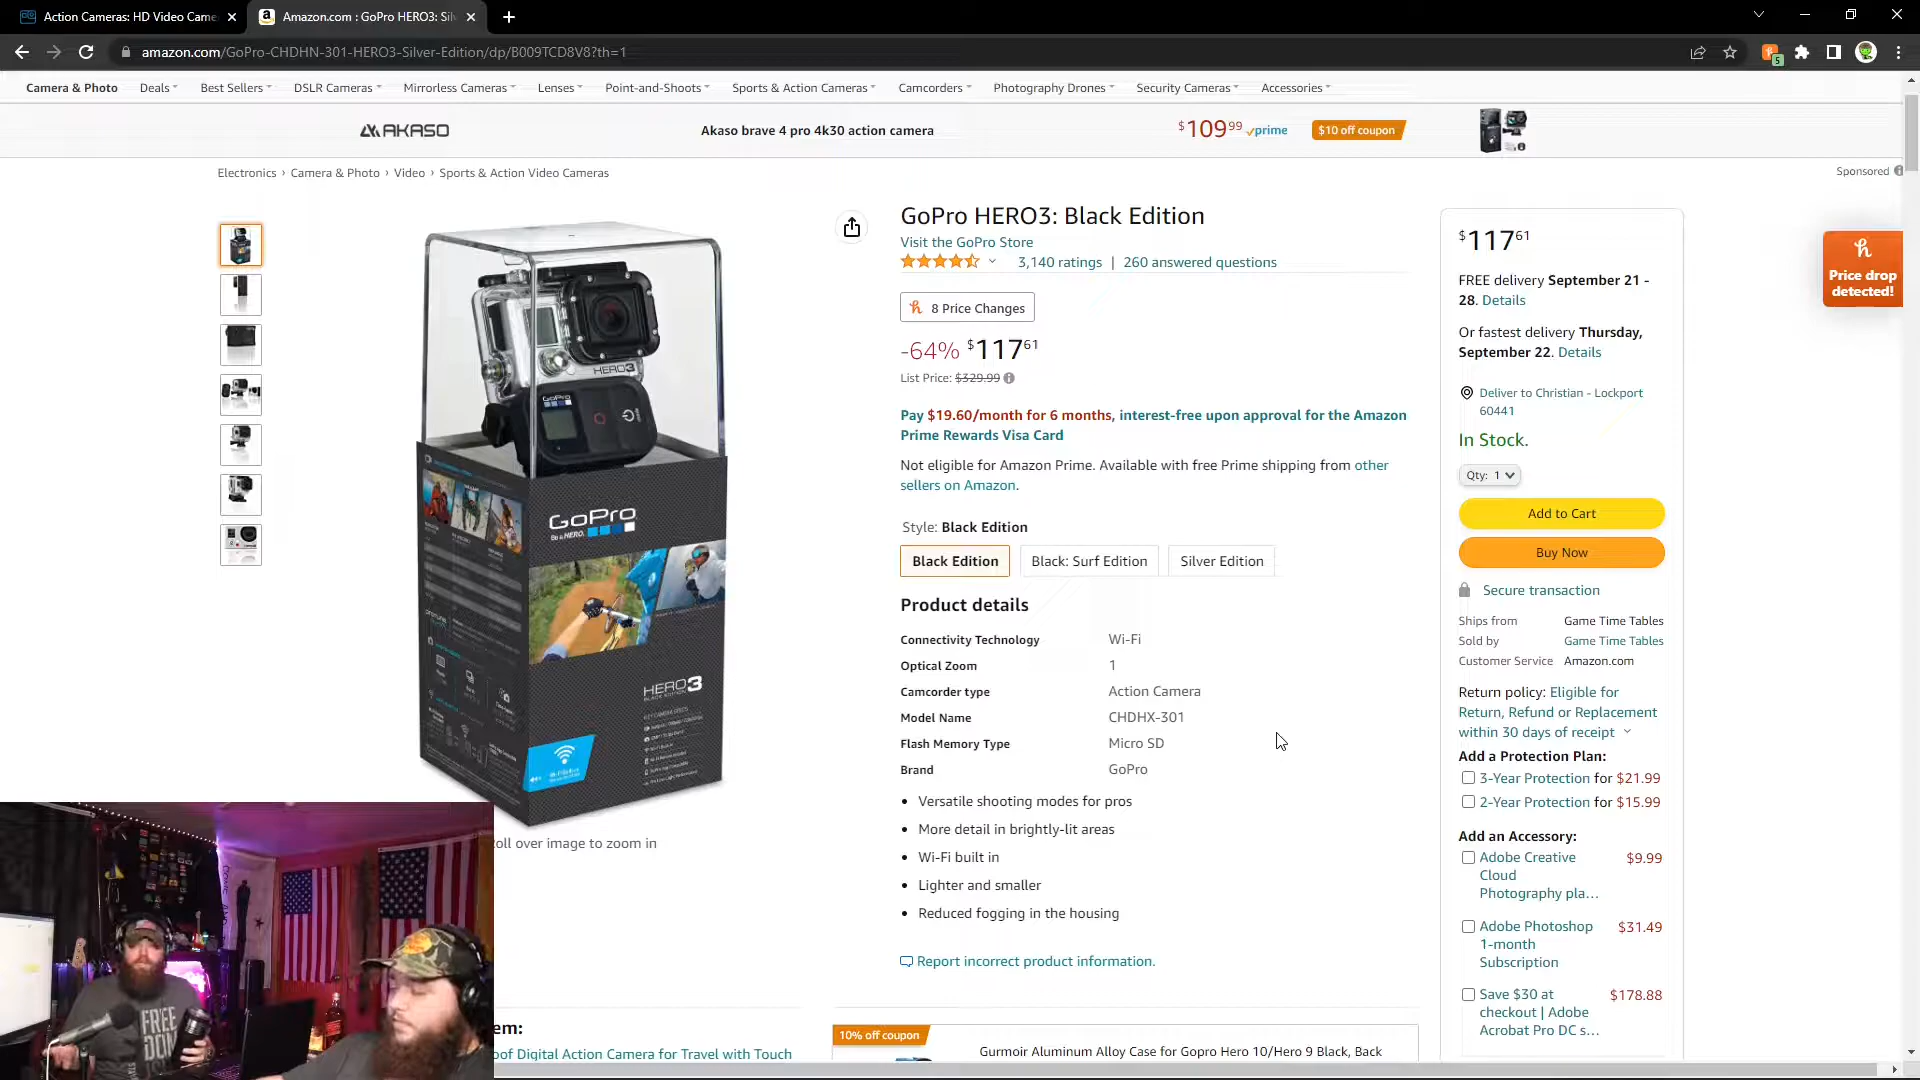 Action Cameras: HD Video Came
Amazon.com : GoPro HERO3: Sil
amazon.com/GoPro-CHDHN-301-HERO3-Silver-Edition/dp/B009TCD8V8?th=1
5
Camera & Photo Deals Best Sellers DSLR Cameras Mirrorless Cameras Lenses Point-and-Shoots Sports & Action Cameras Camcorders Photography Drones Security Cameras Accessories
AKASO Akaso brave 4 pro 4k30 action camera $109 99 prime $10 off coupon
Electronics › Camera & Photo › Video › Sports & Action Video Cameras
Sponsored
GoPro HERO3: Black Edition
Visit the GoPro Store
3,140 ratings | 260 answered questions
8 Price Changes
-64% $117 61
List Price: $329.99
Pay $19.60/month for 6 months, interest-free upon approval for the Amazon
Prime Rewards Visa Card
Not eligible for Amazon Prime. Available with free Prime shipping from other
sellers on Amazon.
Style: Black Edition
Black Edition Black: Surf Edition Silver Edition
Product details
Connectivity Technology Wi-Fi
Optical Zoom 1
Camcorder type Action Camera
Model Name CHDHX-301
Flash Memory Type Micro SD
Brand GoPro
• Versatile shooting modes for pros
• More detail in brightly-lit areas
• Wi-Fi built in
• Lighter and smaller
• Reduced fogging in the housing
Report incorrect product information.
10% off coupon
Gurmoir Aluminum Alloy Case for Gopro Hero 10/Hero 9 Black, Back
$117 61
FREE delivery September 21 -
28. Details
Or fastest delivery Thursday,
September 22. Details
Deliver to Christian - Lockport
60441
In Stock.
Qty: 1
Add to Cart
Buy Now
Secure transaction
Ships from Game Time Tables
Sold by Game Time Tables
Customer Service Amazon.com
Return policy: Eligible for
Return, Refund or Replacement
within 30 days of receipt
Add a Protection Plan:
3-Year Protection for $21.99
2-Year Protection for $15.99
Add an Accessory:
Adobe Creative $9.99
Cloud
Photography pla...
Adobe Photoshop $31.49
1-month
Subscription
Save $30 at $178.88
checkout | Adobe
Acrobat Pro DC s...
Price drop
detected!
HERO3
GoPro
GoPro
Be a HERO.
HERO3
BLACK EDITION
oll over image to zoom in
em:
oof Digital Action Camera for Travel with Touch
FREE
DOM